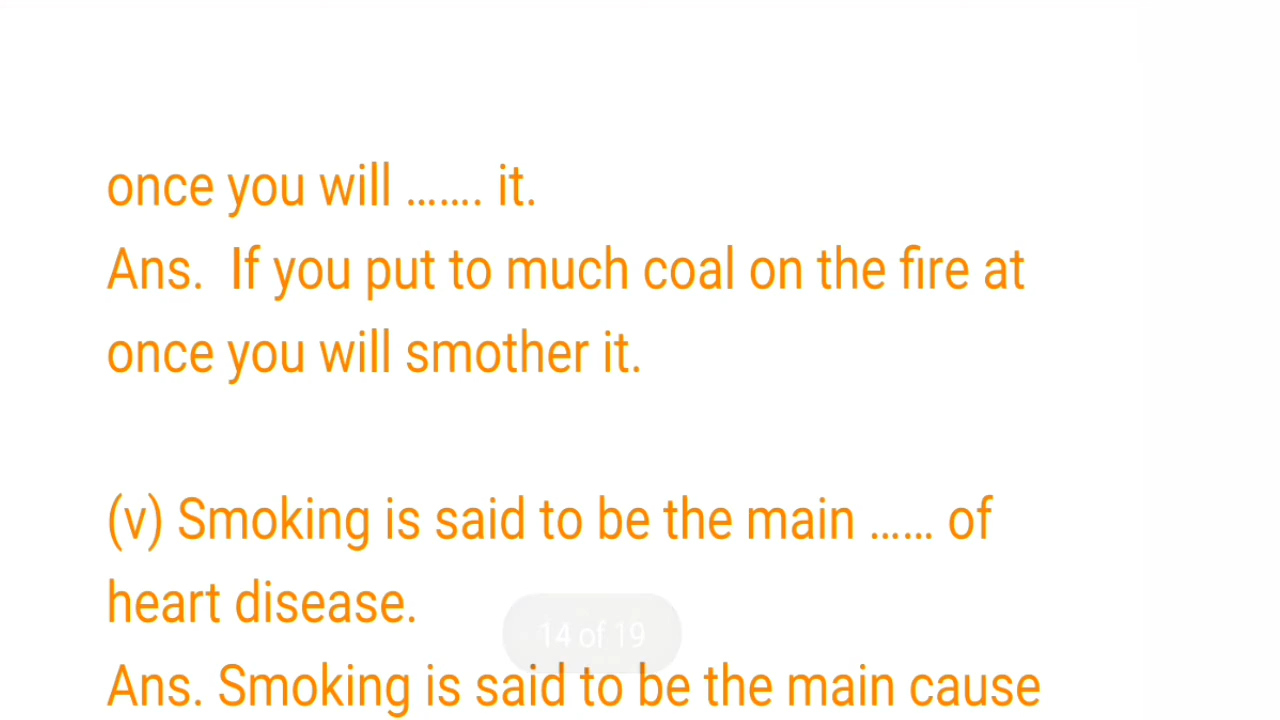 once you will ....... it.
Ans.  If you put to much coal on the fire at
once you will smother it.
(v) Smoking is said to be the main ...... of
heart disease.
14 of 19
Ans. Smoking is said to be the main cause